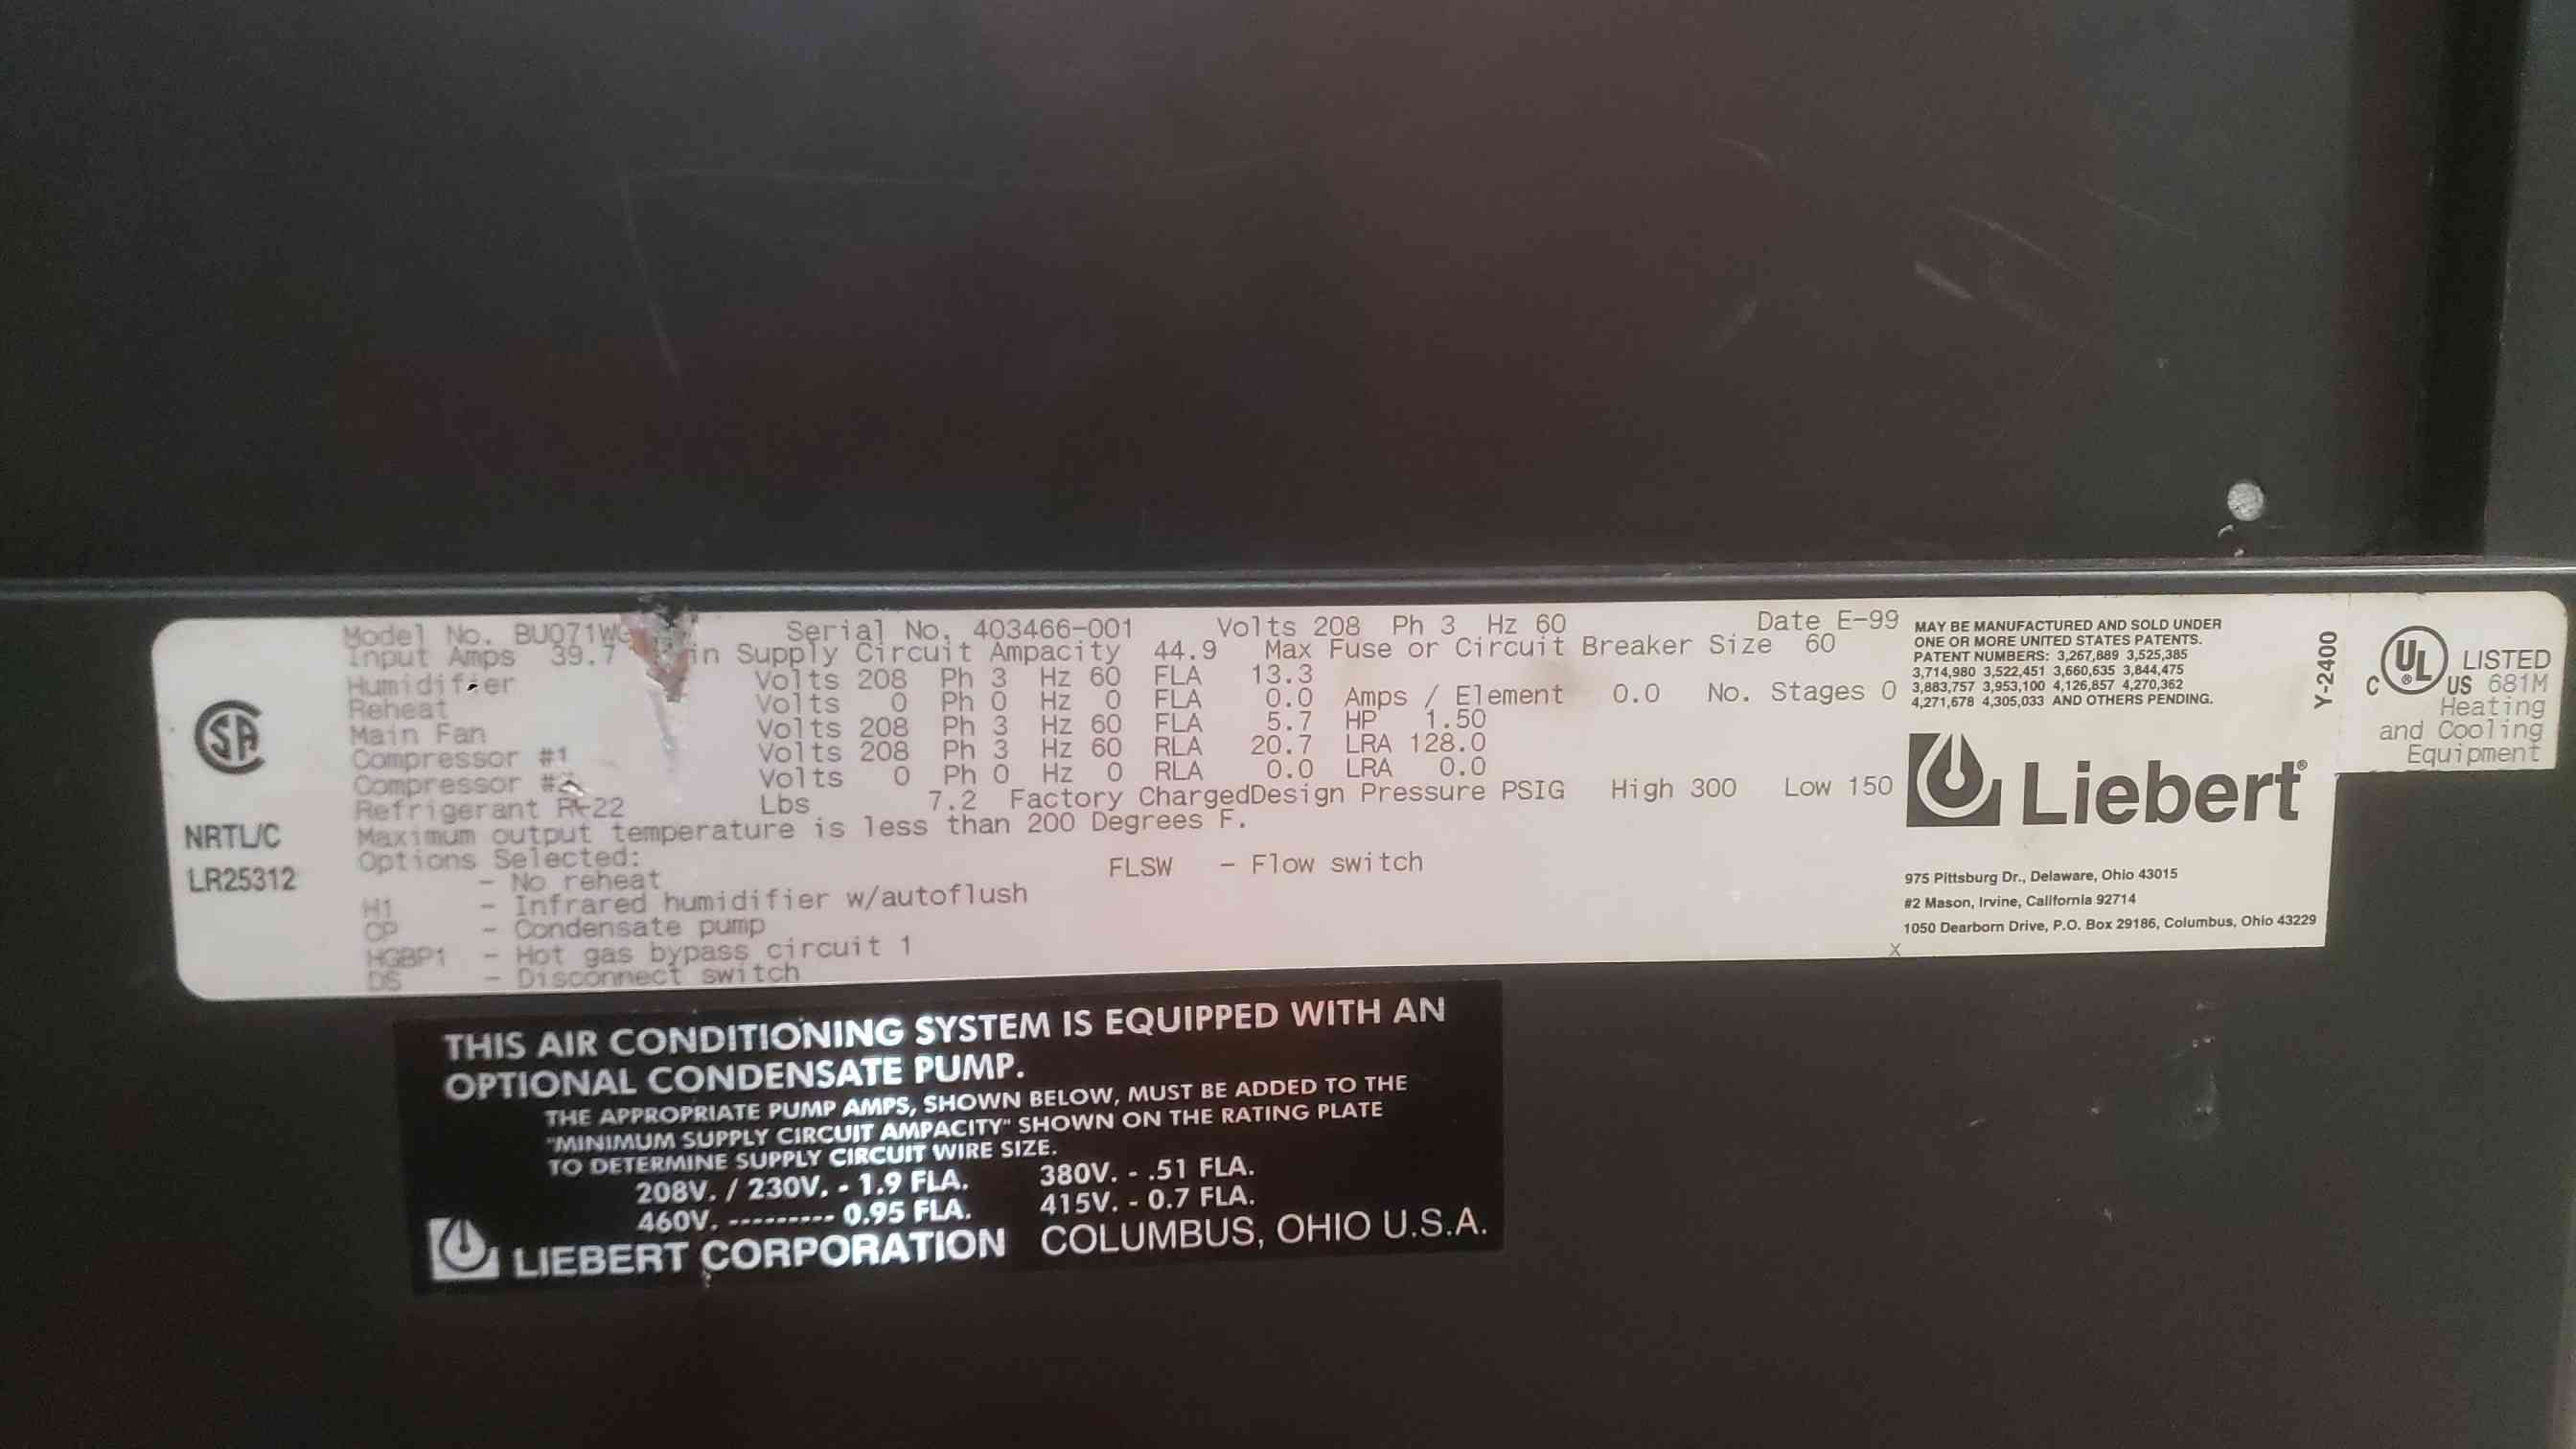 Model No. BU071WG Serial No. 403466-001 Volts 208 Ph 3 Hz 60 Date E-99
Input Amps 39.7 in Supply Circuit Ampacity 44.9 Max Fuse or Circuit Breaker Size 60
Humidifier Volts 208 Ph 3 Hz 60 FLA 13.3
Reheat Volts 0 Ph 0 Hz 0 FLA 0.0 Amps / Element 0.0 No. Stages 0
Main Fan Volts 208 Ph 3 Hz 60 FLA 5.7 HP 1.50
Compressor #1 Volts 208 Ph 3 Hz 60 RLA 20.7 LRA 128.0
Compressor #2 Volts 0 Ph 0 Hz 0 RLA 0.0 LRA 0.0
Refrigerant R-22 Lbs 7.2 Factory ChargedDesign Pressure PSIG High 300 Low 150
Maximum output temperature is less than 200 Degrees F.
Options Selected:
- No reheat
H1 - Infrared humidifier w/autoflush
CP - Condensate pump
HGBP1 - Hot gas bypass circuit 1
DS - Disconnect switch
FLSW - Flow switch
SA
NRTL/C
LR25312
MAY BE MANUFACTURED AND SOLD UNDER
ONE OR MORE UNITED STATES PATENTS.
PATENT NUMBERS: 3,267,889 3,525,385
3,714,980 3,522,451 3,660,635 3,844,475
3,883,757 3,953,100 4,126,857 4,270,362
4,271,678 4,305,033 AND OTHERS PENDING.
Y-2400
C UL ® US LISTED
681M
Heating
and Cooling
Equipment
Liebert®
975 Pittsburg Dr., Delaware, Ohio 43015
#2 Mason, Irvine, California 92714
1050 Dearborn Drive, P.O. Box 29186, Columbus, Ohio 43229
X
THIS AIR CONDITIONING SYSTEM IS EQUIPPED WITH AN
OPTIONAL CONDENSATE PUMP.
THE APPROPRIATE PUMP AMPS, SHOWN BELOW, MUST BE ADDED TO THE
"MINIMUM SUPPLY CIRCUIT AMPACITY" SHOWN ON THE RATING PLATE
TO DETERMINE SUPPLY CIRCUIT WIRE SIZE.
208V. / 230V. - 1.9 FLA. 380V. - .51 FLA.
460V. --------- 0.95 FLA. 415V. - 0.7 FLA.
LIEBERT CORPORATION COLUMBUS, OHIO U.S.A.